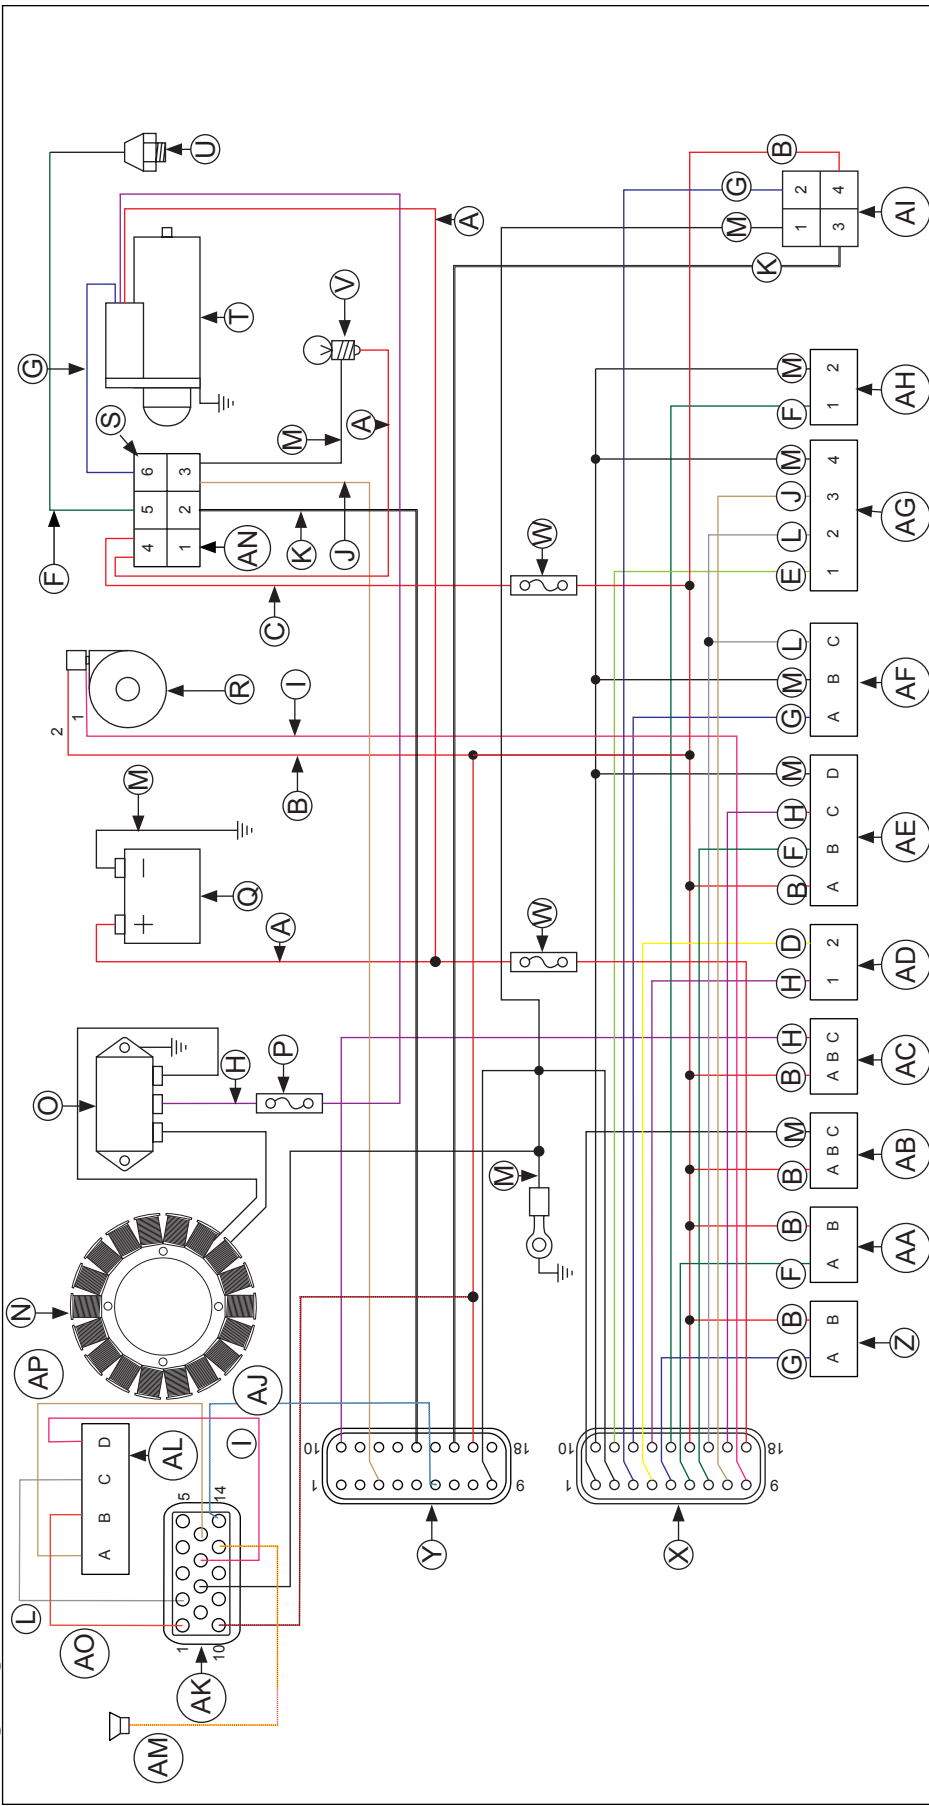 L
N
O
G
AP
F
2
1
AO
A B C D
S
M
+ −
4 5 6
AM
AL
1 5
1 2 3
AK
U
10 14
H
R
T
I
Q
AN
AJ
C
P
A
I
M
B
K
1 10
J
V
A
Y
A
M
9 18
W
W
1 10
X
M
G
K
B
9 18
G B F B B M B H H D B F H M G M L E L J M F M
1 2
A B A B A B C A B C 1 2 A B C D A B C 1 2 3 4 1 2 3 4
Z AA AB AC AD AE AF AG AH AI